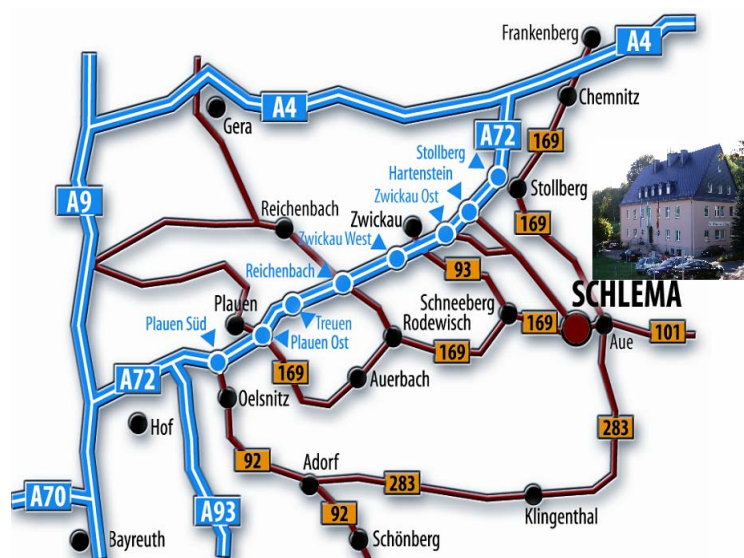 Frankenberg
A4
Chemnitz
A4
Gera
A72
169
Stollberg
Hartenstein
Stollberg
Zwickau Ost
A9
Reichenbach
Zwickau
169
Zwickau West
93
Reichenbach
SCHLEMA
Schneeberg
Plauen
Treuen
Rodewisch
169
Aue
101
Plauen Süd
Plauen Ost
169
A72
169
Auerbach
Oelsnitz
Hof
283
92
Adorf
283
A70
A93
92
Klingenthal
Bayreuth
Schönberg